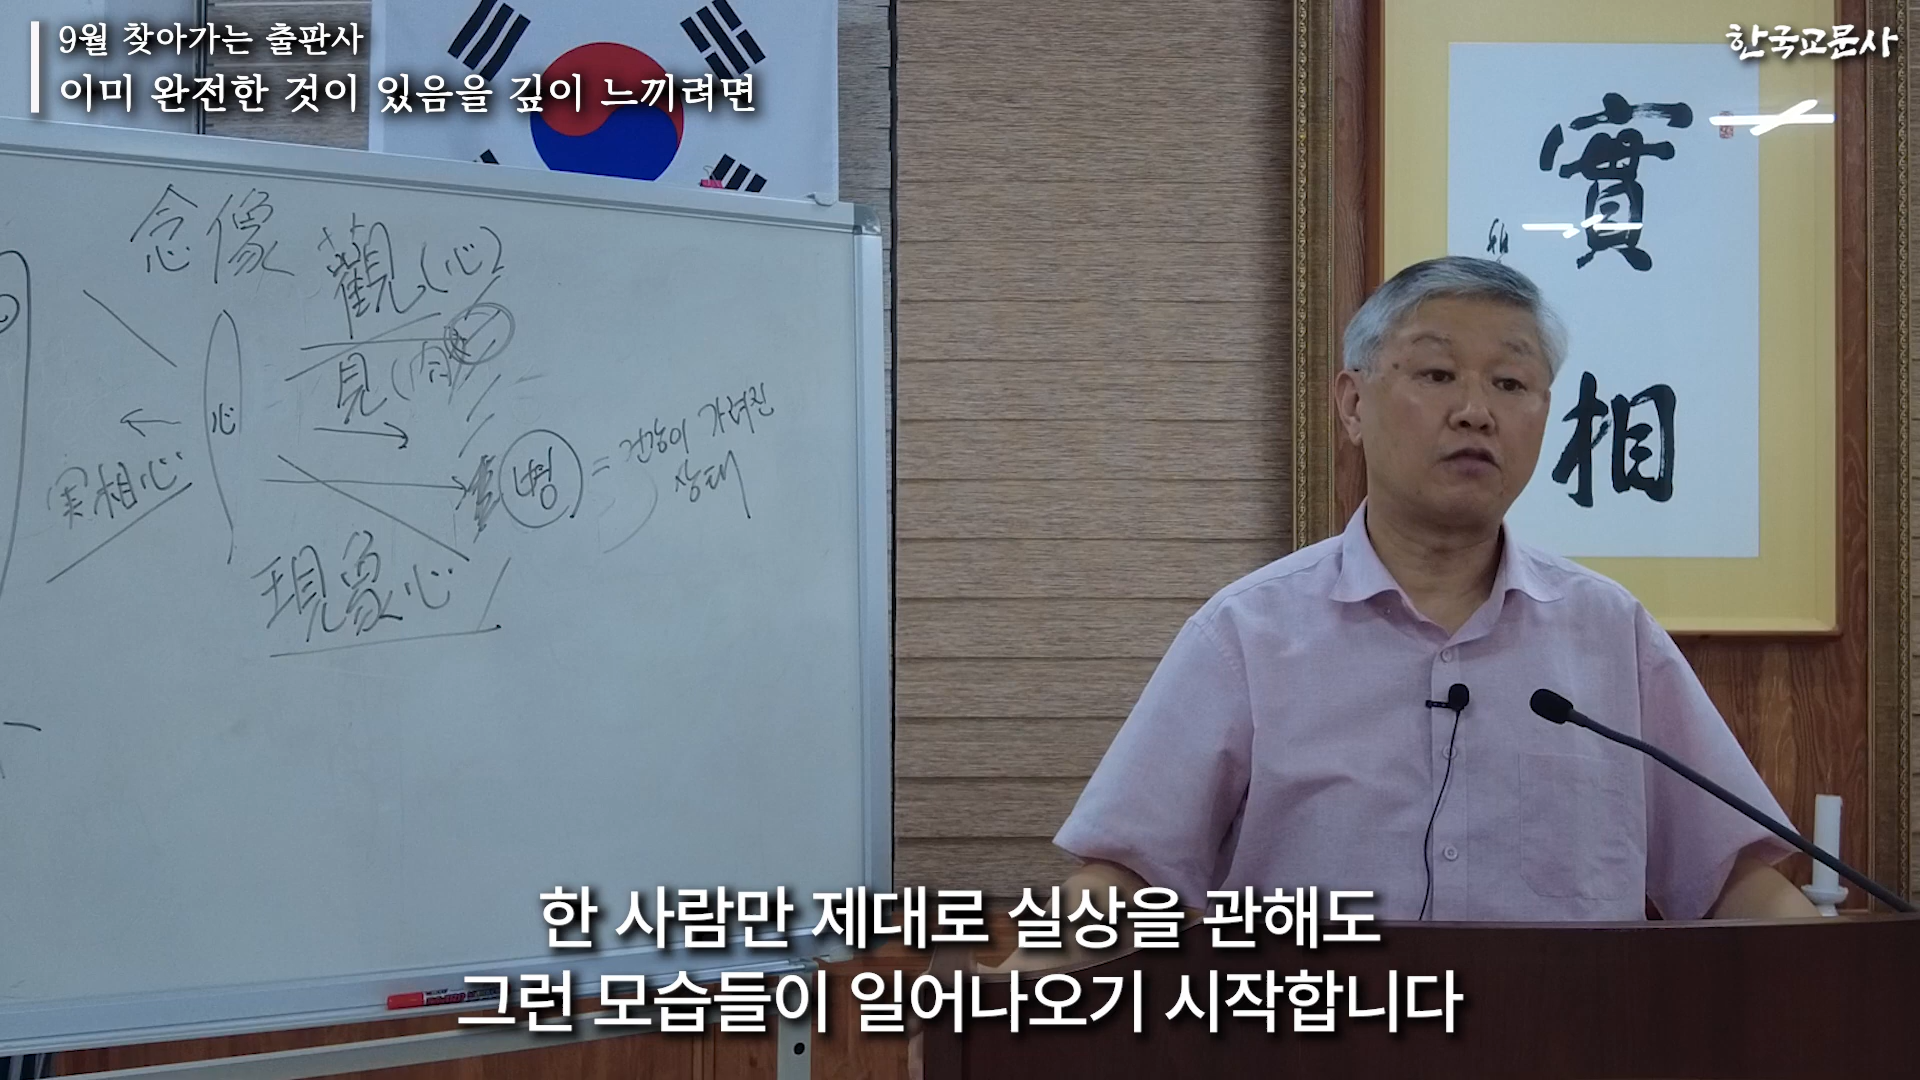 9월 찾아가는 출판사
이미 완전한 것이 있음을 깊이 느끼려면
한국교문사
實
相
念像
觀(心)
見
心
実相心
병 = 건강이 가려진
상태
現象心
한 사람만 제대로 실상을 관해도
그런 모습들이 일어나오기 시작합니다